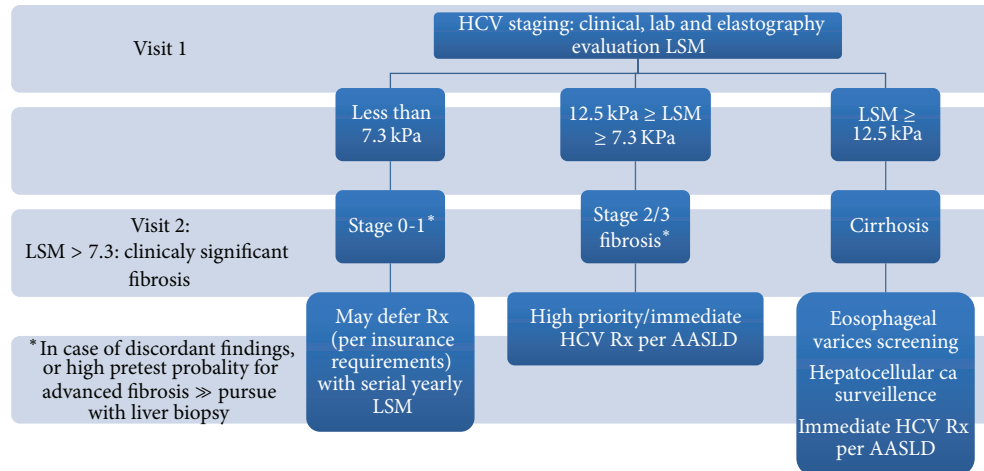 Visit 1
HCV staging: clinical, lab and elastography
evaluation LSM
Less than
7.3 kPa
12.5 kPa ≥ LSM
≥ 7.3 KPa
LSM ≥
12.5 kPa
Visit 2:
LSM > 7.3: clinicaly significant
fibrosis
Stage 0-1*
Stage 2/3
fibrosis*
Cirrhosis
*In case of discordant findings,
or high pretest probality for
advanced fibrosis ≫ pursue
with liver biopsy
May defer Rx
(per insurance
requirements)
with serial yearly
LSM
High priority/immediate
HCV Rx per AASLD
Eosophageal
varices screening
Hepatocellular ca
surveillence
Immediate HCV Rx
per AASLD